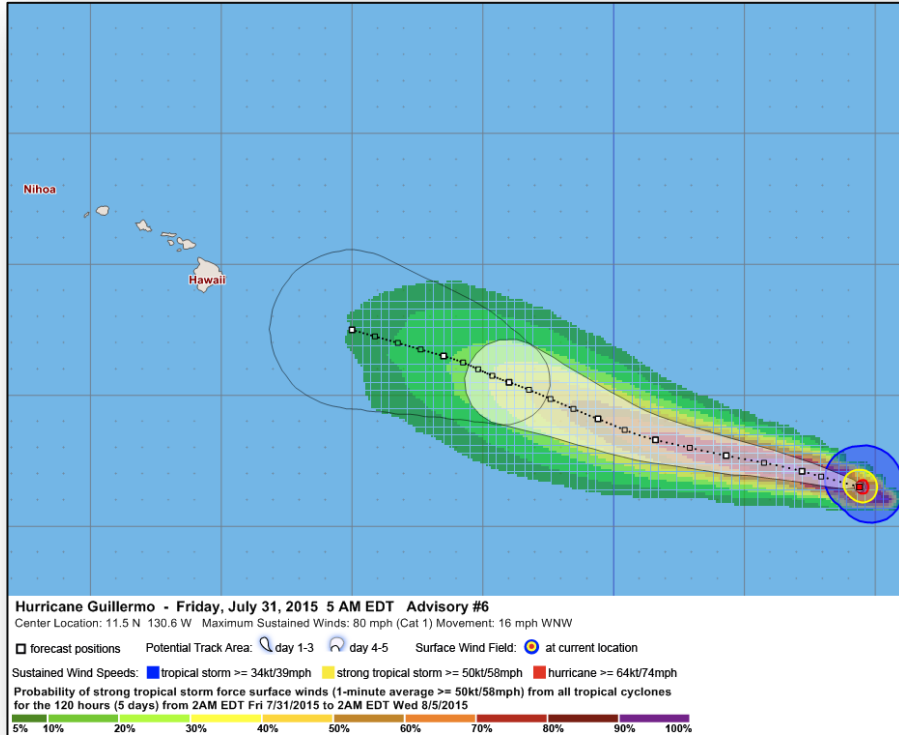 Nihoa
Hawaii
Hurricane Guillermo - Friday, July 31, 2015 5 AM EDT Advisory #6
Center Location: 11.5 N 130.6 W Maximum Sustained Winds: 80 mph (Cat 1) Movement: 16 mph WNW
forecast positions Potential Track Area: day 1-3 day 4-5 Surface Wind Field: at current location
Sustained Wind Speeds: tropical storm >= 34kt/39mph strong tropical storm >= 50kt/58mph hurricane >= 64kt/74mph
Probability of strong tropical storm force surface winds (1-minute average >= 50kt/58mph) from all tropical cyclones
for the 120 hours (5 days) from 2AM EDT Fri 7/31/2015 to 2AM EDT Wed 8/5/2015
5% 10% 20% 30% 40% 50% 60% 70% 80% 90% 100%